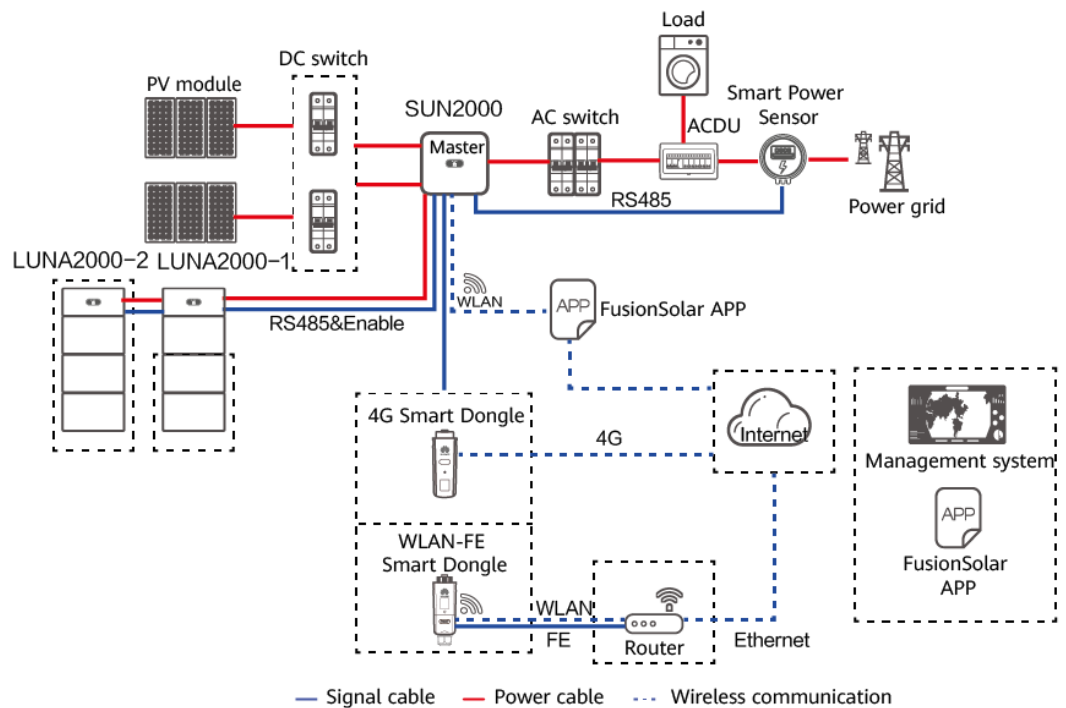 Load
DC switch
PV module
Smart Power
Sensor
SUN2000
AC switch
ACDU
Master
RS485
Power grid
LUNA2000-2
LUNA2000-1
WLAN
APP
FusionSolar APP
RS485&Enable
4G Smart Dongle
4G
Internet
Management system
APP
FusionSolar
APP
WLAN-FE
Smart Dongle
WLAN
FE
Router
Ethernet
Signal cable
Power cable
Wireless communication